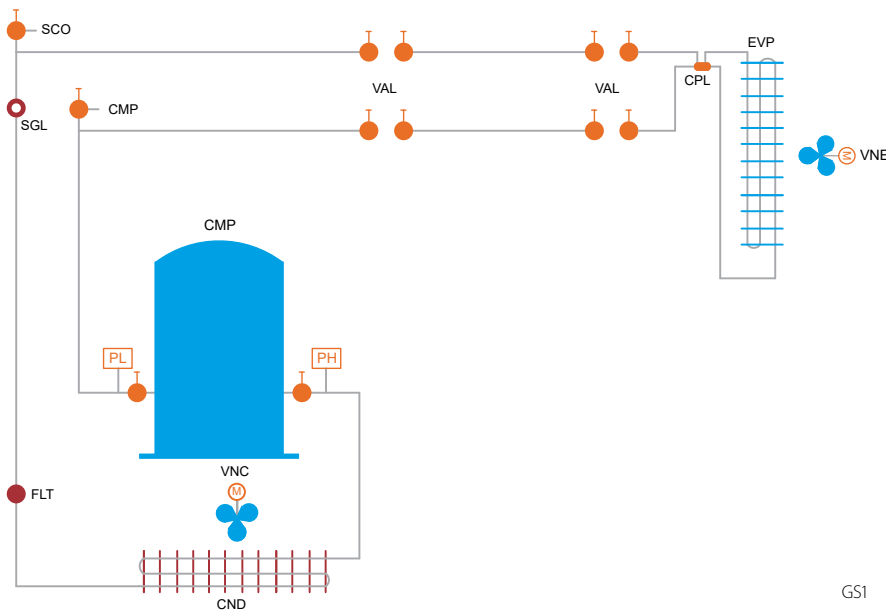 SCO
EVP
VAL
VAL
CPL
CMP
SGL
M
VNE
CMP
PL
PH
VNC
M
FLT
CND
GS1